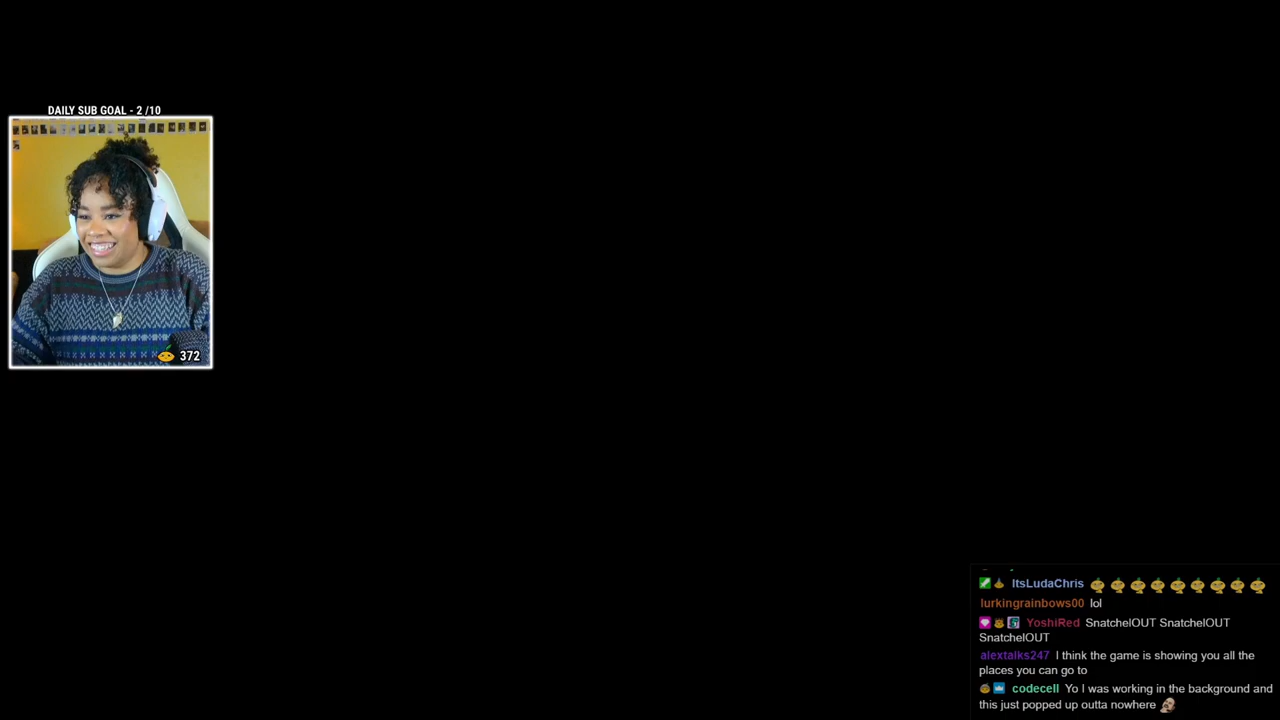 DAILY SUB GOAL - 2 /10
372
ItsLudaChris
lurkingrainbows00 lol
YoshiRed SnatchelOUT SnatchelOUT
SnatchelOUT
alextalks247 I think the game is showing you all the
places you can go to
codecell Yo I was working in the background and
this just popped up outta nowhere